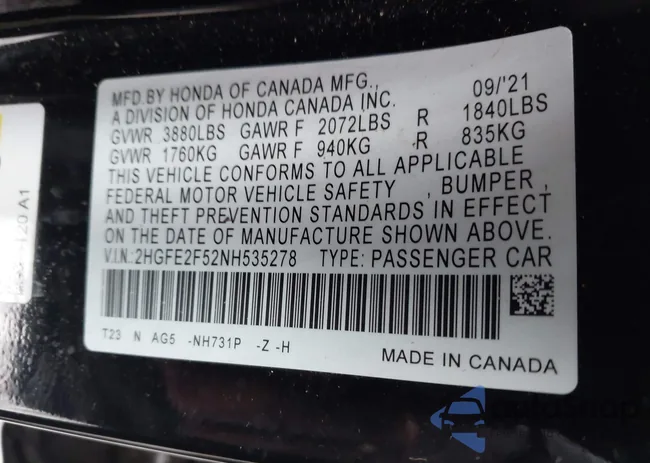 MFD.BY HONDA OF CANADA MFG., 09/'21
A DIVISION OF HONDA CANADA INC.
GVWR 3880LBS GAWR F 2072LBS R 1840LBS
GVWR 1760KG GAWR F 940KG R 835KG
THIS VEHICLE CONFORMS TO ALL APPLICABLE
FEDERAL MOTOR VEHICLE SAFETY , BUMPER ,
AND THEFT PREVENTION STANDARDS IN EFFECT
ON THE DATE OF MANUFACTURE SHOWN ABOVE.
V.I.N.:2HGFE2F52NH535278 TYPE: PASSENGER CAR
T23 N AG5 -NH731P -Z -H
MADE IN CANADA